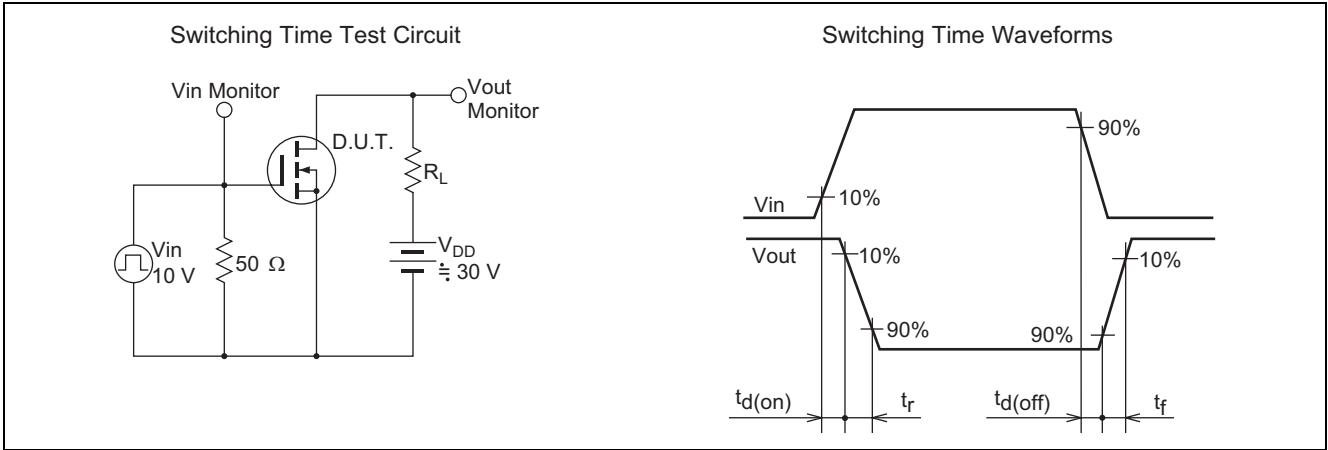 Switching Time Test Circuit
Vin Monitor
Vout
Monitor
D.U.T.
RL
Vin
10 V
50 Ω
VDD
≒ 30 V
Switching Time Waveforms
Vin
10%
90%
Vout
10%
90%
90%
10%
td(on)
tr
td(off)
tf